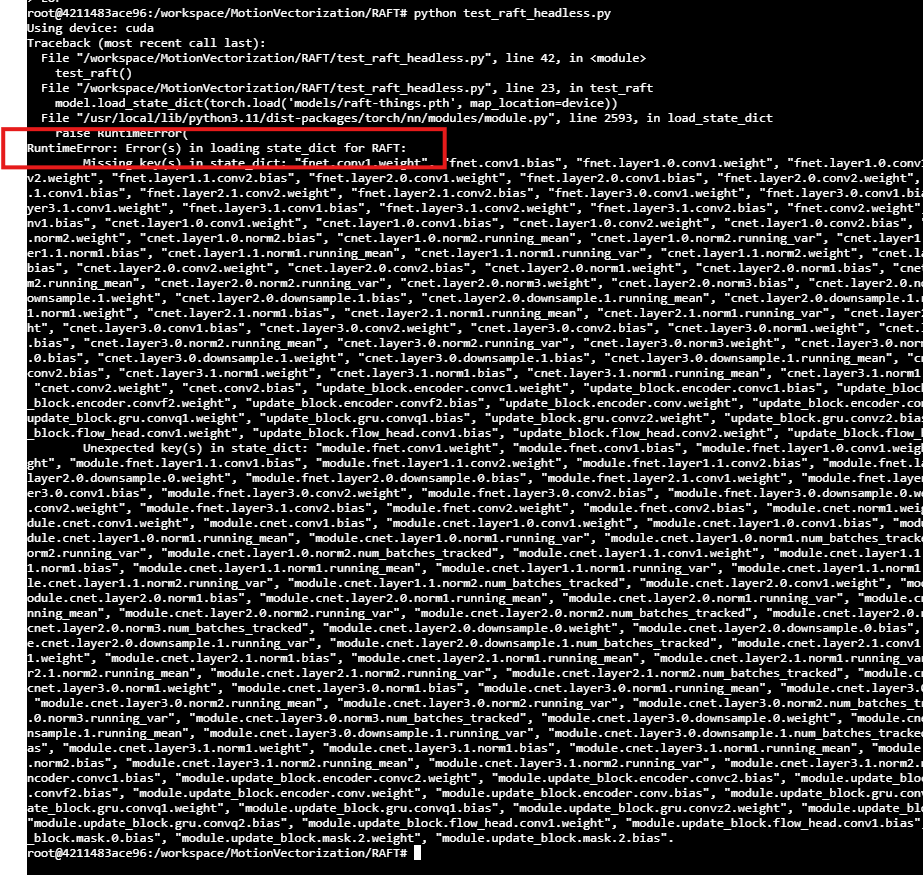 root@4211483ace96:/workspace/MotionVectorization/RAFT# python test_raft_headless.py
Using device: cuda
Traceback (most recent call last):
File "/workspace/MotionVectorization/RAFT/test_raft_headless.py", line 42, in <module>
test_raft()
File "/workspace/MotionVectorization/RAFT/test_raft_headless.py", line 23, in test_raft
model.load_state_dict(torch.load('models/raft-things.pth', map_location=device))
File "/usr/local/lib/python3.11/dist-packages/torch/nn/modules/module.py", line 2593, in load_state_dict
raise RuntimeError(
RuntimeError: Error(s) in loading state_dict for RAFT:
Missing key(s) in state_dict: "fnet.conv1.weight", "fnet.conv1.bias", "fnet.layer1.0.conv1.weight", "fnet.layer1.0.con
v2.weight", "fnet.layer1.1.conv2.bias", "fnet.layer2.0.conv1.weight", "fnet.layer2.0.conv1.bias", "fnet.layer2.0.conv2.weight",
.1.conv1.bias", "fnet.layer2.1.conv2.weight", "fnet.layer2.1.conv2.bias", "fnet.layer3.0.conv1.weight", "fnet.layer3.0.conv1.bi
yer3.1.conv1.weight", "fnet.layer3.1.conv1.bias", "fnet.layer3.1.conv2.weight", "fnet.layer3.1.conv2.bias", "fnet.conv2.weight"
nv1.bias", "cnet.layer1.0.conv1.weight", "cnet.layer1.0.conv1.bias", "cnet.layer1.0.conv2.weight", "cnet.layer1.0.conv2.bias",
.norm2.weight", "cnet.layer1.0.norm2.bias", "cnet.layer1.0.norm2.running_mean", "cnet.layer1.0.norm2.running_var", "cnet.layer1
er1.1.norm1.bias", "cnet.layer1.1.norm1.running_mean", "cnet.layer1.1.norm1.running_var", "cnet.layer1.1.norm2.weight", "cnet.la
bias", "cnet.layer2.0.conv2.weight", "cnet.layer2.0.conv2.bias", "cnet.layer2.0.norm1.weight", "cnet.layer2.0.norm1.bias", "cne
m2.running_mean", "cnet.layer2.0.norm2.running_var", "cnet.layer2.0.norm3.weight", "cnet.layer2.0.norm3.bias", "cnet.layer2.0.no
ownsample.1.weight", "cnet.layer2.0.downsample.1.bias", "cnet.layer2.0.downsample.1.running_mean", "cnet.layer2.0.downsample.1.
1.norm1.weight", "cnet.layer2.1.norm1.bias", "cnet.layer2.1.norm1.running_mean", "cnet.layer2.1.norm1.running_var", "cnet.layer2
ht", "cnet.layer3.0.conv1.bias", "cnet.layer3.0.conv2.weight", "cnet.layer3.0.conv2.bias", "cnet.layer3.0.norm1.weight", "cnet.
.bias", "cnet.layer3.0.norm2.running_mean", "cnet.layer3.0.norm2.running_var", "cnet.layer3.0.norm3.weight", "cnet.layer3.0.nor
.0.bias", "cnet.layer3.0.downsample.1.weight", "cnet.layer3.0.downsample.1.bias", "cnet.layer3.0.downsample.1.running_mean", "c
conv2.bias", "cnet.layer3.1.norm1.weight", "cnet.layer3.1.norm1.bias", "cnet.layer3.1.norm1.running_mean", "cnet.layer3.1.norm1
"cnet.conv2.weight", "cnet.conv2.bias", "update_block.encoder.convc1.weight", "update_block.encoder.convc1.bias", "update_bloc
_block.encoder.convf2.weight", "update_block.encoder.convf2.bias", "update_block.encoder.conv.weight", "update_block.encoder.co
update_block.gru.convq1.weight", "update_block.gru.convq1.bias", "update_block.gru.convz2.weight", "update_block.gru.convz2.bia
_block.flow_head.conv1.weight", "update_block.flow_head.conv1.bias", "update_block.flow_head.conv2.weight", "update_block.flow_h
Unexpected key(s) in state_dict: "module.fnet.conv1.weight", "module.fnet.conv1.bias", "module.fnet.layer1.0.conv1.weig
ght", "module.fnet.layer1.1.conv1.bias", "module.fnet.layer1.1.conv2.weight", "module.fnet.layer1.1.conv2.bias", "module.fnet.l
layer2.0.downsample.0.weight", "module.fnet.layer2.0.downsample.0.bias", "module.fnet.layer2.1.conv1.weight", "module.fnet.laye
er3.0.conv1.bias", "module.fnet.layer3.0.conv2.weight", "module.fnet.layer3.0.conv2.bias", "module.fnet.layer3.0.downsample.0.w
.conv2.weight", "module.fnet.layer3.1.conv2.bias", "module.fnet.conv2.weight", "module.fnet.conv2.bias", "module.cnet.norm1.wei
dule.cnet.conv1.weight", "module.cnet.conv1.bias", "module.cnet.layer1.0.conv1.weight", "module.cnet.layer1.0.conv1.bias", "mod
dule.cnet.layer1.0.norm1.running_mean", "module.cnet.layer1.0.norm1.running_var", "module.cnet.layer1.0.norm1.num_batches_track
orm2.running_var", "module.cnet.layer1.0.norm2.num_batches_tracked", "module.cnet.layer1.1.conv1.weight", "module.cnet.layer1.1
1.norm1.bias", "module.cnet.layer1.1.norm1.running_mean", "module.cnet.layer1.1.norm1.running_var", "module.cnet.layer1.1.norm1
le.cnet.layer1.1.norm2.running_var", "module.cnet.layer1.1.norm2.num_batches_tracked", "module.cnet.layer2.0.conv1.weight", "mo
odule.cnet.layer2.0.norm1.bias", "module.cnet.layer2.0.norm1.running_mean", "module.cnet.layer2.0.norm1.running_var", "module.c
nning_mean", "module.cnet.layer2.0.norm2.running_var", "module.cnet.layer2.0.norm2.num_batches_tracked", "module.cnet.layer2.0.
cnet.layer2.0.norm3.num_batches_tracked", "module.cnet.layer2.0.downsample.0.weight", "module.cnet.layer2.0.downsample.0.bias",
e.cnet.layer2.0.downsample.1.running_var", "module.cnet.layer2.0.downsample.1.num_batches_tracked", "module.cnet.layer2.1.conv1
1.weight", "module.cnet.layer2.1.norm1.bias", "module.cnet.layer2.1.norm1.running_mean", "module.cnet.layer2.1.norm1.running_va
r2.1.norm2.running_mean", "module.cnet.layer2.1.norm2.running_var", "module.cnet.layer2.1.norm2.num_batches_tracked", "module.c
cnet.layer3.0.norm1.weight", "module.cnet.layer3.0.norm1.bias", "module.cnet.layer3.0.norm1.running_mean", "module.cnet.layer3.0
"module.cnet.layer3.0.norm2.running_mean", "module.cnet.layer3.0.norm2.running_var", "module.cnet.layer3.0.norm2.num_batches_t
.0.norm3.running_var", "module.cnet.layer3.0.norm3.num_batches_tracked", "module.cnet.layer3.0.downsample.0.weight", "module.cn
nsample.1.running_mean", "module.cnet.layer3.0.downsample.1.running_var", "module.cnet.layer3.0.downsample.1.num_batches_tracke
as", "module.cnet.layer3.1.norm1.weight", "module.cnet.layer3.1.norm1.bias", "module.cnet.layer3.1.norm1.running_mean", "module
.norm2.bias", "module.cnet.layer3.1.norm2.running_mean", "module.cnet.layer3.1.norm2.running_var", "module.cnet.layer3.1.norm2.
ncoder.convc1.bias", "module.update_block.encoder.convc2.weight", "module.update_block.encoder.convc2.bias", "module.update_blo
.convf2.bias", "module.update_block.encoder.conv.weight", "module.update_block.encoder.conv.bias", "module.update_block.gru.con
ate_block.gru.convq1.weight", "module.update_block.gru.convq1.bias", "module.update_block.gru.convz2.weight", "module.update_bl
"module.update_block.gru.convq2.bias", "module.update_block.flow_head.conv1.weight", "module.update_block.flow_head.conv1.bias"
_block.mask.0.bias", "module.update_block.mask.2.weight", "module.update_block.mask.2.bias".
root@4211483ace96:/workspace/MotionVectorization/RAFT#